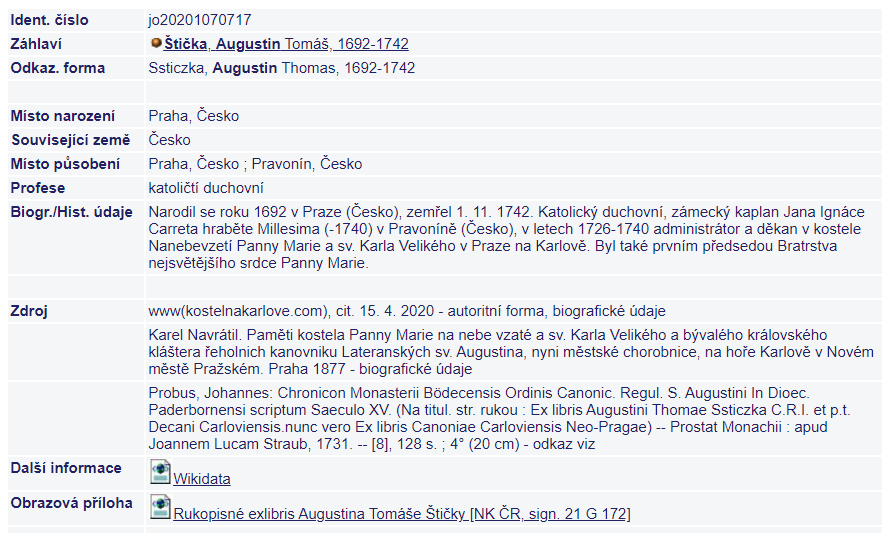 Ident. číslo jo20201070717
Záhlaví Štička, Augustin Tomáš, 1692-1742
Odkaz. forma Ssticzka, Augustin Thomas, 1692-1742
Místo narození Praha, Česko
Související země Česko
Místo působení Praha, Česko ; Pravonín, Česko
Profese katoličtí duchovní
Biogr./Hist. údaje Narodil se roku 1692 v Praze (Česko), zemřel 1. 11. 1742. Katolický duchovní, zámecký kaplan Jana Ignáce
Carreta hraběte Millesima (-1740) v Pravoníně (Česko), v letech 1726-1740 administrátor a děkan v kostele
Nanebevzetí Panny Marie a sv. Karla Velikého v Praze na Karlově. Byl také prvním předsedou Bratrstva
nejsvětějšího srdce Panny Marie.
Zdroj www(kostelnakarlove.com), cit. 15. 4. 2020 - autoritní forma, biografické údaje
Karel Navrátil. Paměti kostela Panny Marie na nebe vzaté a sv. Karla Velikého a bývalého královského
kláštera řeholnich kanovniku Lateranských sv. Augustina, nyni městské chorobnice, na hoře Karlově v Novém
městě Pražském. Praha 1877 - biografické údaje
Probus, Johannes: Chronicon Monasterii Bödecensis Ordinis Canonic. Regul. S. Augustini In Dioec.
Paderbornensi scriptum Saeculo XV. (Na titul. str. rukou : Ex libris Augustini Thomae Ssticzka C.R.I. et p.t.
Decani Carloviensis.nunc vero Ex libris Canoniae Carloviensis Neo-Pragae) -- Prostat Monachii : apud
Joannem Lucam Straub, 1731. -- [8], 128 s. ; 4° (20 cm) - odkaz viz
Další informace Wikidata
Obrazová příloha Rukopisné exlibris Augustina Tomáše Štičky [NK ČR, sign. 21 G 172]